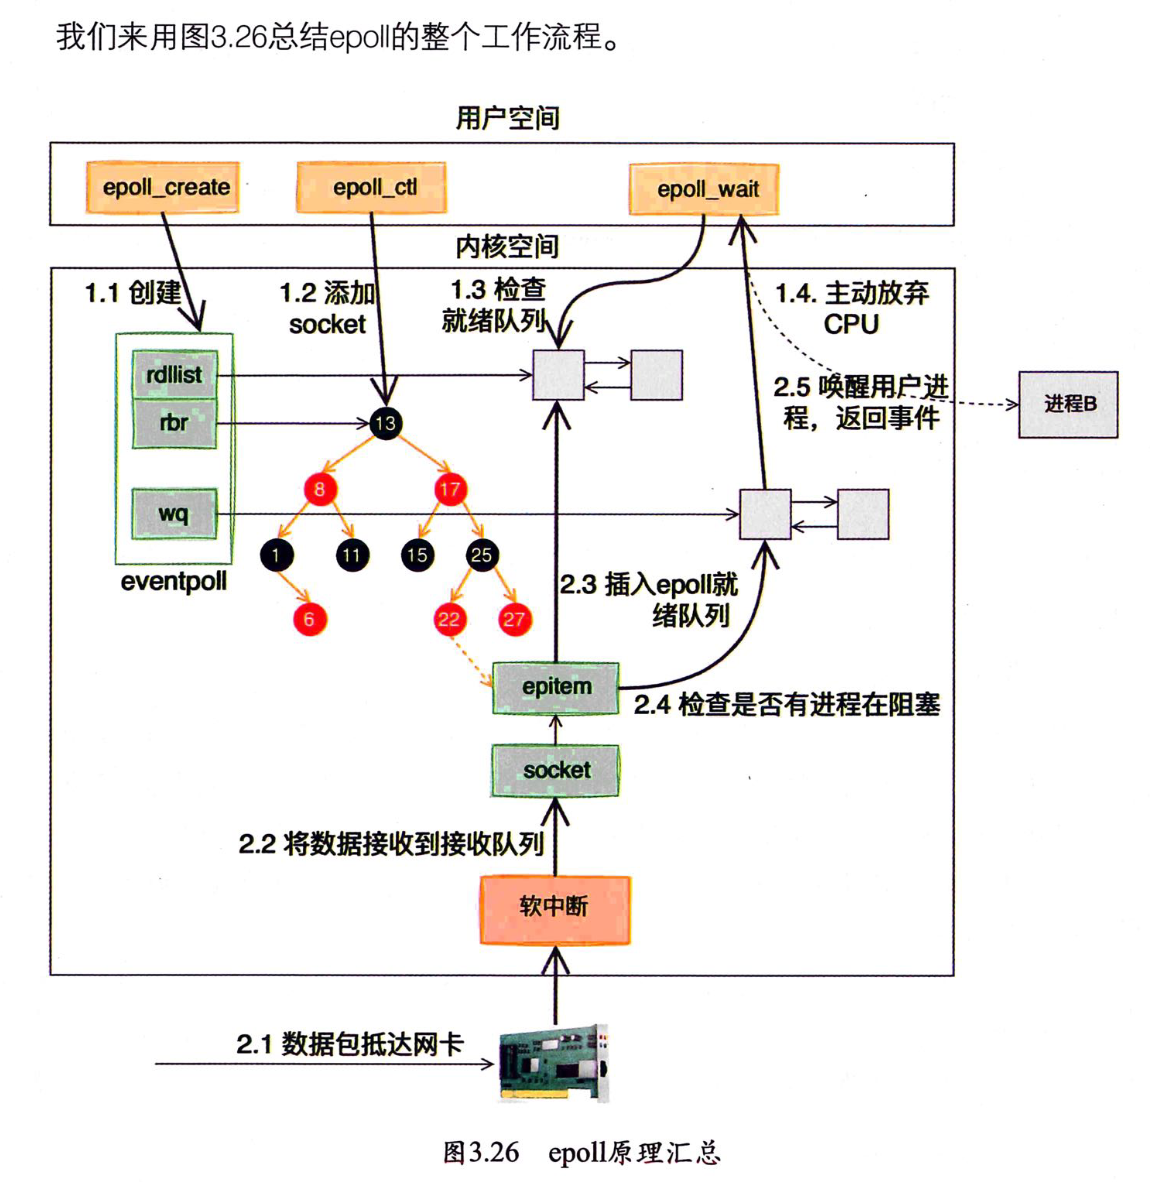 我们来用图3.26总结epoll的整个工作流程。
用户空间
epoll_create
epoll_ctl
epoll_wait
内核空间
1.1 创建
1.2 添加
socket
1.3 检查
就绪队列
1.4. 主动放弃
CPU
rdllist
rbr
wq
eventpoll
13
8
17
1
11
15
25
6
22
27
2.5 唤醒用户进
程，返回事件
进程B
2.3 插入epoll就
绪队列
epitem
2.4 检查是否有进程在阻塞
socket
2.2 将数据接收到接收队列
软中断
2.1 数据包抵达网卡
图3.26 epoll原理汇总